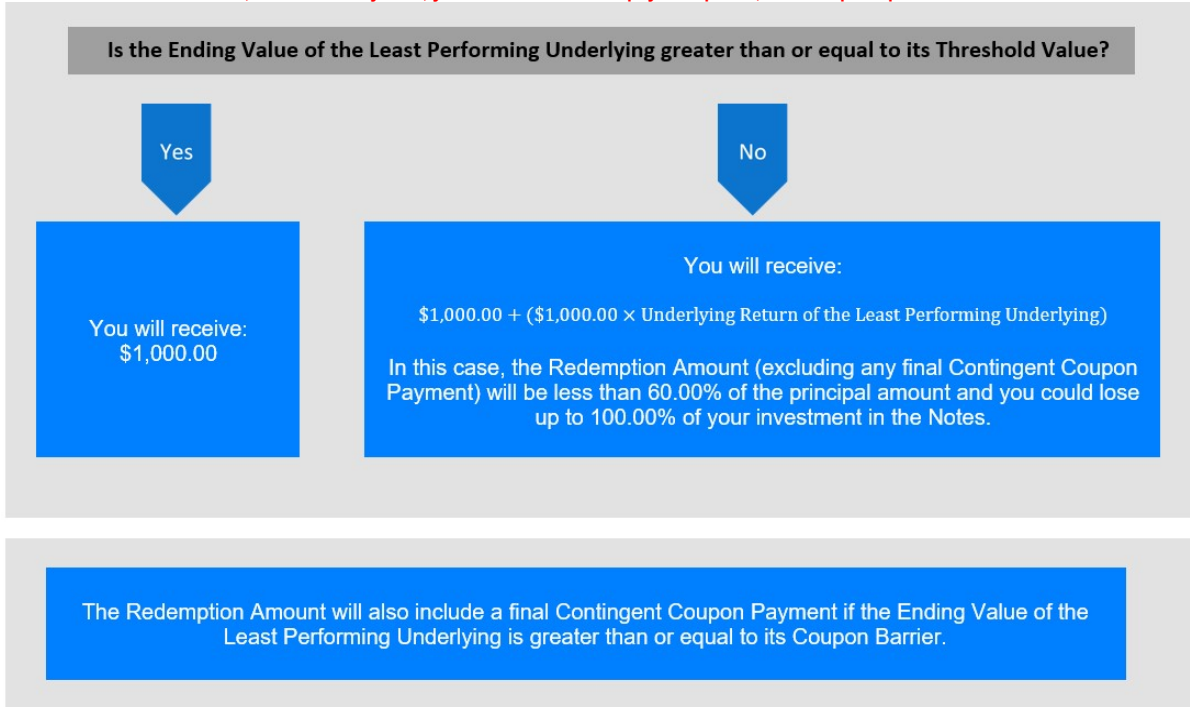 Is the Ending Value of the Least Performing Underlying greater than or equal to its Threshold Value?
Yes
No
You will receive:
$1,000.00
You will receive:
$1,000.00 + ($1,000.00 × Underlying Return of the Least Performing Underlying)
In this case, the Redemption Amount (excluding any final Contingent Coupon
Payment) will be less than 60.00% of the principal amount and you could lose
up to 100.00% of your investment in the Notes.
The Redemption Amount will also include a final Contingent Coupon Payment if the Ending Value of the
Least Performing Underlying is greater than or equal to its Coupon Barrier.